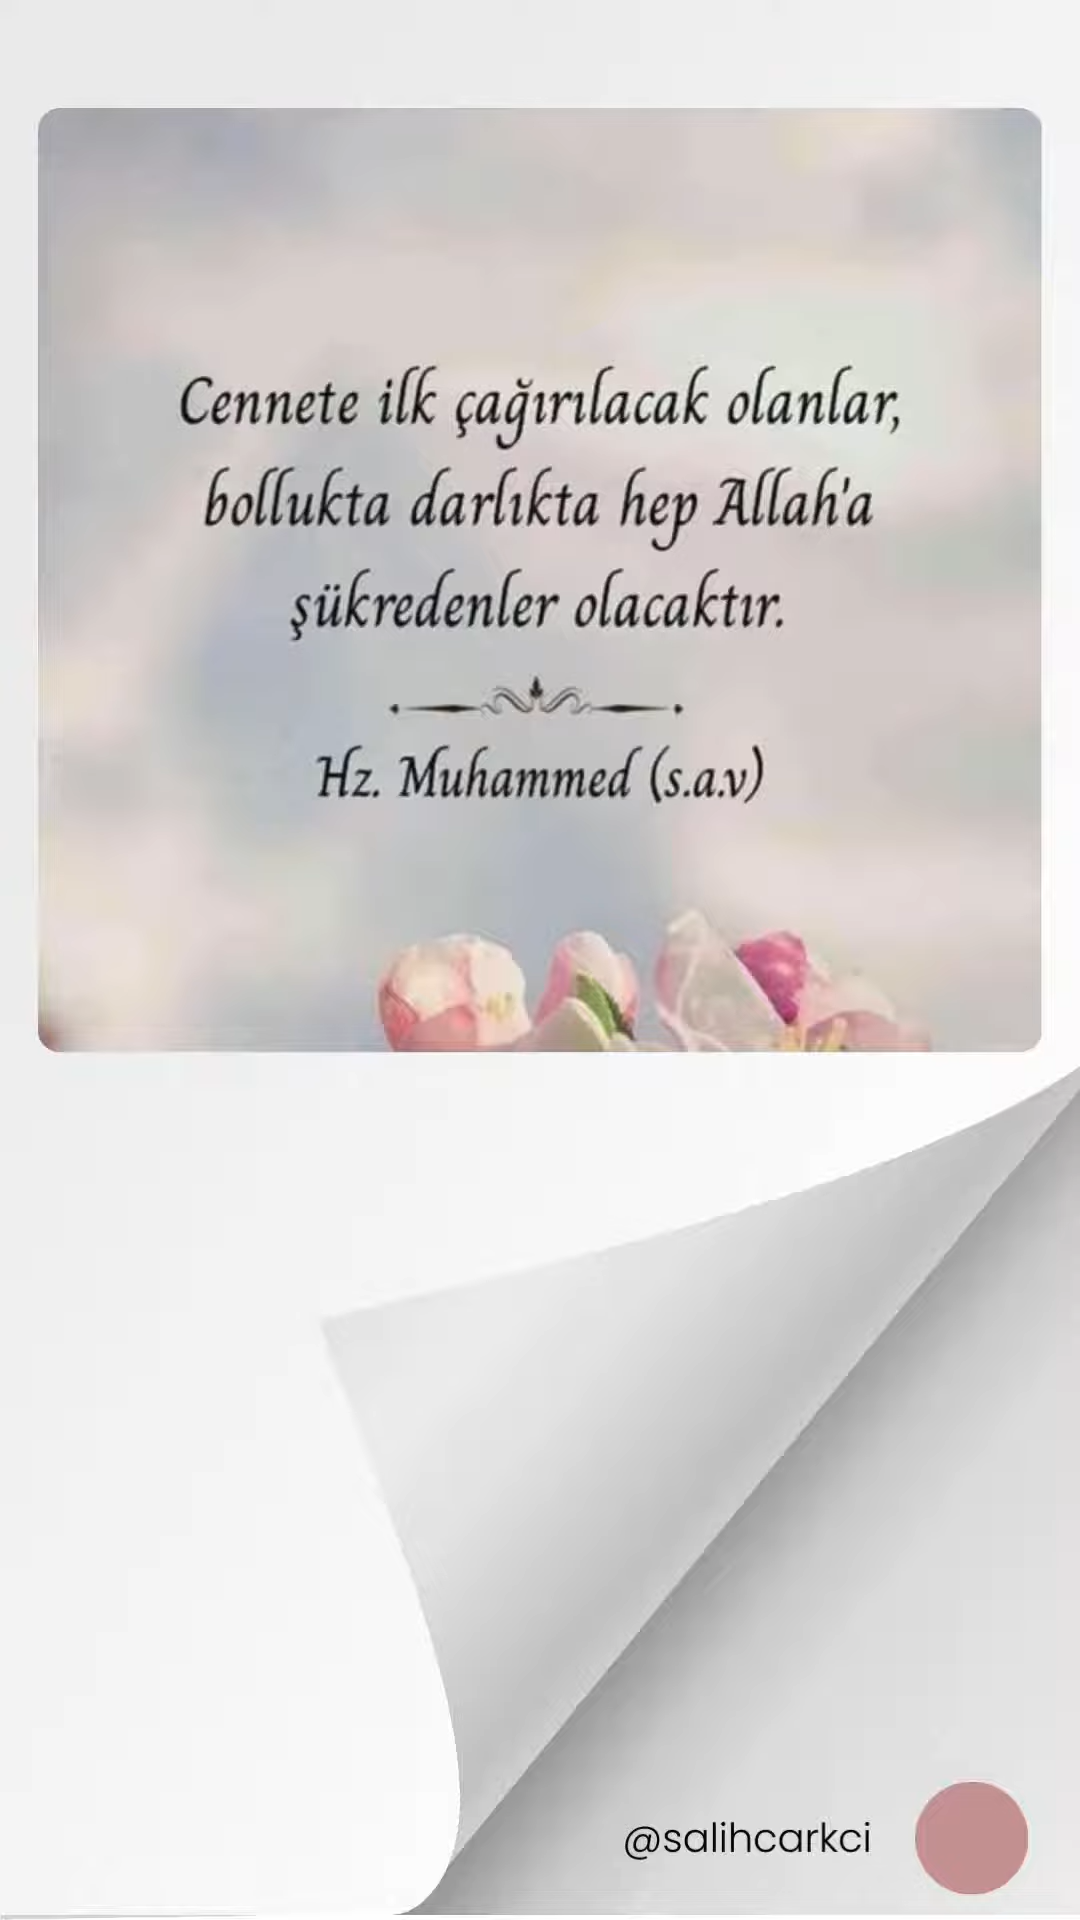 Cennete ilk çağırılacak olanlar,
bollukta darlıkta hep Allah'a
şükredenler olacaktır.
Hz. Muhammed (s.a.v)
@salihcarkci